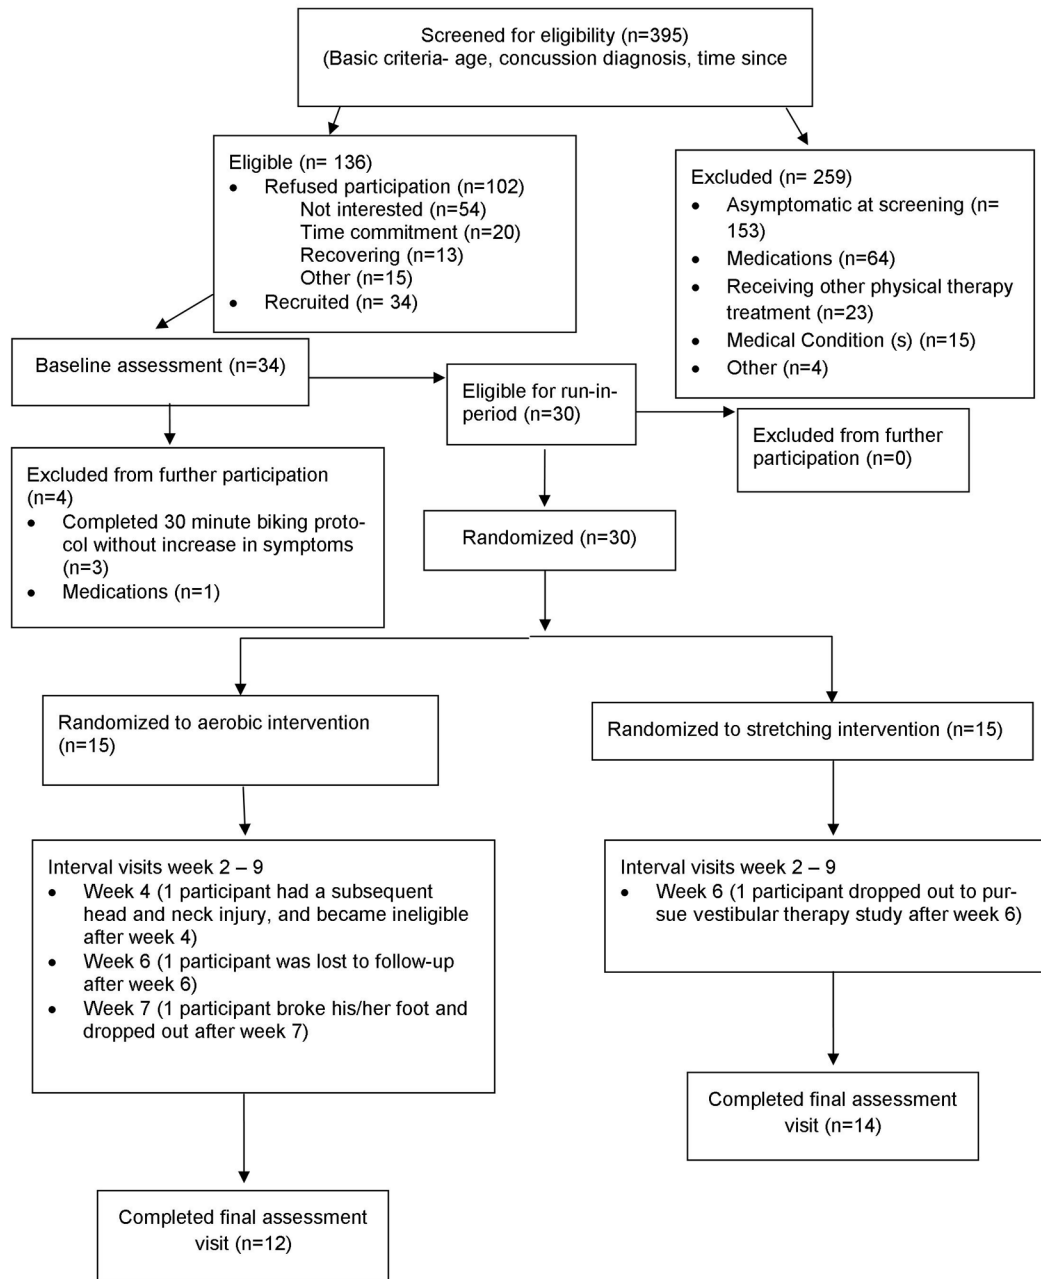 Screened for eligibility (n=395)
(Basic criteria- age, concussion diagnosis, time since
Eligible (n= 136)
• Refused participation (n=102)
Not interested (n=54)
Time commitment (n=20)
Recovering (n=13)
Other (n=15)
• Recruited (n= 34)
Excluded (n= 259)
• Asymptomatic at screening (n=
153)
• Medications (n=64)
• Receiving other physical therapy
treatment (n=23)
• Medical Condition (s) (n=15)
• Other (n=4)
Baseline assessment (n=34)
Eligible for run-in-
period (n=30)
Excluded from further
participation (n=0)
Excluded from further participation
(n=4)
• Completed 30 minute biking proto-
col without increase in symptoms
(n=3)
• Medications (n=1)
Randomized (n=30)
Randomized to aerobic intervention
(n=15)
Randomized to stretching intervention (n=15)
Interval visits week 2 – 9
• Week 4 (1 participant had a subsequent
head and neck injury, and became ineligible
after week 4)
• Week 6 (1 participant was lost to follow-up
after week 6)
• Week 7 (1 participant broke his/her foot and
dropped out after week 7)
Interval visits week 2 – 9
• Week 6 (1 participant dropped out to pur-
sue vestibular therapy study after week 6)
Completed final assessment
visit (n=14)
Completed final assessment
visit (n=12)